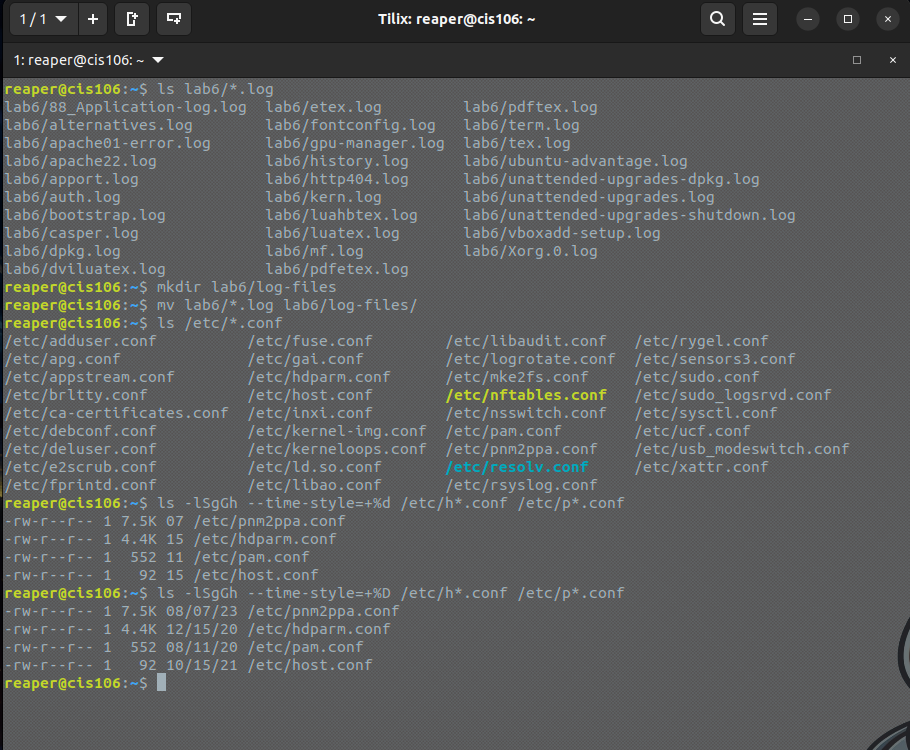 1 / 1
Tilix: reaper@cis106: ~
1: reaper@cis106: ~
reaper@cis106:~$ ls lab6/*.log
lab6/88_Application-log.log  lab6/etex.log  lab6/pdftex.log
lab6/alternatives.log  lab6/fontconfig.log  lab6/term.log
lab6/apache01-error.log  lab6/gpu-manager.log  lab6/tex.log
lab6/apache22.log  lab6/history.log  lab6/ubuntu-advantage.log
lab6/apport.log  lab6/http404.log  lab6/unattended-upgrades-dpkg.log
lab6/auth.log  lab6/kern.log  lab6/unattended-upgrades.log
lab6/bootstrap.log  lab6/luahbtex.log  lab6/unattended-upgrades-shutdown.log
lab6/casper.log  lab6/luatex.log  lab6/vboxadd-setup.log
lab6/dpkg.log  lab6/mf.log  lab6/Xorg.0.log
lab6/dviluatex.log  lab6/pdfetex.log
reaper@cis106:~$ mkdir lab6/log-files
reaper@cis106:~$ mv lab6/*.log lab6/log-files/
reaper@cis106:~$ ls /etc/*.conf
/etc/adduser.conf  /etc/fuse.conf  /etc/libaudit.conf  /etc/rygel.conf
/etc/apg.conf  /etc/gai.conf  /etc/logrotate.conf  /etc/sensors3.conf
/etc/appstream.conf  /etc/hdparm.conf  /etc/mke2fs.conf  /etc/sudo.conf
/etc/brltty.conf  /etc/host.conf  /etc/nftables.conf  /etc/sudo_logsrvd.conf
/etc/ca-certificates.conf  /etc/inxi.conf  /etc/nsswitch.conf  /etc/sysctl.conf
/etc/debconf.conf  /etc/kernel-img.conf  /etc/pam.conf  /etc/ucf.conf
/etc/deluser.conf  /etc/kerneloops.conf  /etc/pnm2ppa.conf  /etc/usb_modeswitch.conf
/etc/e2scrub.conf  /etc/ld.so.conf  /etc/resolv.conf  /etc/xattr.conf
/etc/fprintd.conf  /etc/libao.conf  /etc/rsyslog.conf
reaper@cis106:~$ ls -lSgGh --time-style=+%d /etc/h*.conf /etc/p*.conf
-rw-r--r-- 1 7.5K 07 /etc/pnm2ppa.conf
-rw-r--r-- 1 4.4K 15 /etc/hdparm.conf
-rw-r--r-- 1  552 11 /etc/pam.conf
-rw-r--r-- 1   92 15 /etc/host.conf
reaper@cis106:~$ ls -lSgGh --time-style=+%D /etc/h*.conf /etc/p*.conf
-rw-r--r-- 1 7.5K 08/07/23 /etc/pnm2ppa.conf
-rw-r--r-- 1 4.4K 12/15/20 /etc/hdparm.conf
-rw-r--r-- 1  552 08/11/20 /etc/pam.conf
-rw-r--r-- 1   92 10/15/21 /etc/host.conf
reaper@cis106:~$